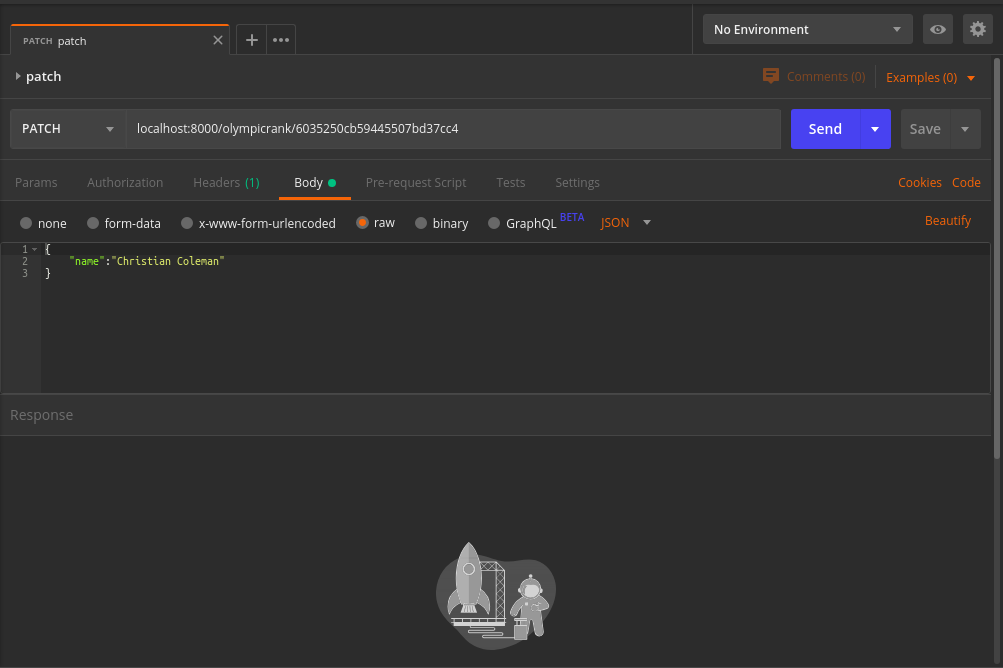 PATCH patch
No Environment
patch
Comments (0)
Examples (0)
PATCH
localhost:8000/olympicrank/6035250cb59445507bd37cc4
Send
Save
Params
Authorization
Headers (1)
Body
Pre-request Script
Tests
Settings
Cookies
Code
none
form-data
x-www-form-urlencoded
raw
binary
GraphQL BETA
JSON
Beautify
1 {
2 "name":"Christian Coleman"
3 }
Response